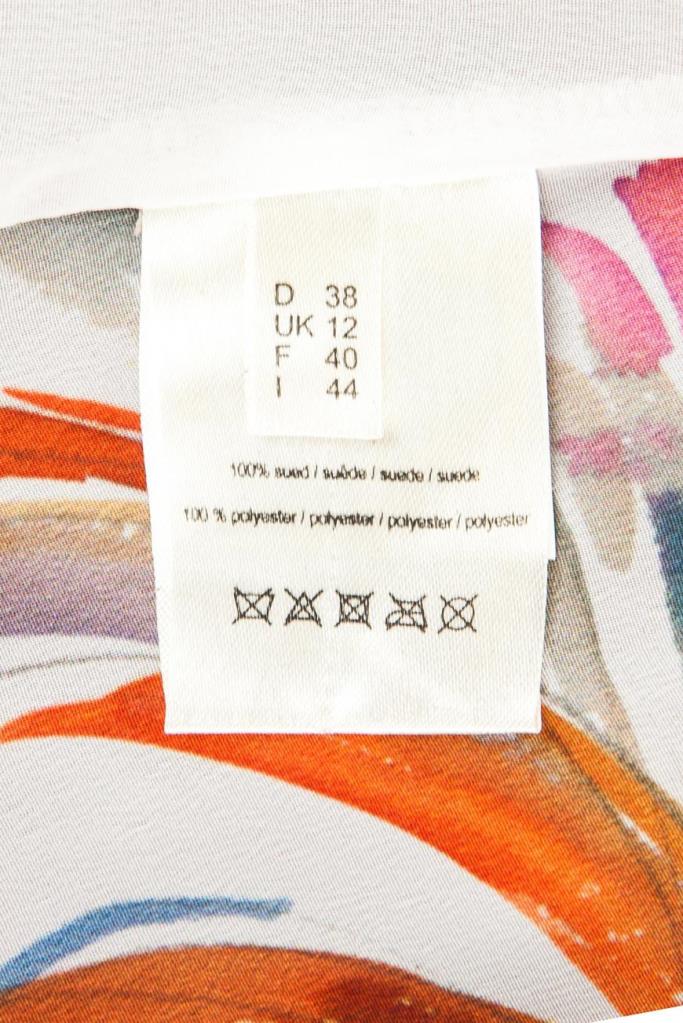 D 38
UK 12
F 40
I 44
100% sued / suède / suede / suede
100 % polyester / polyester / polyester / polyester